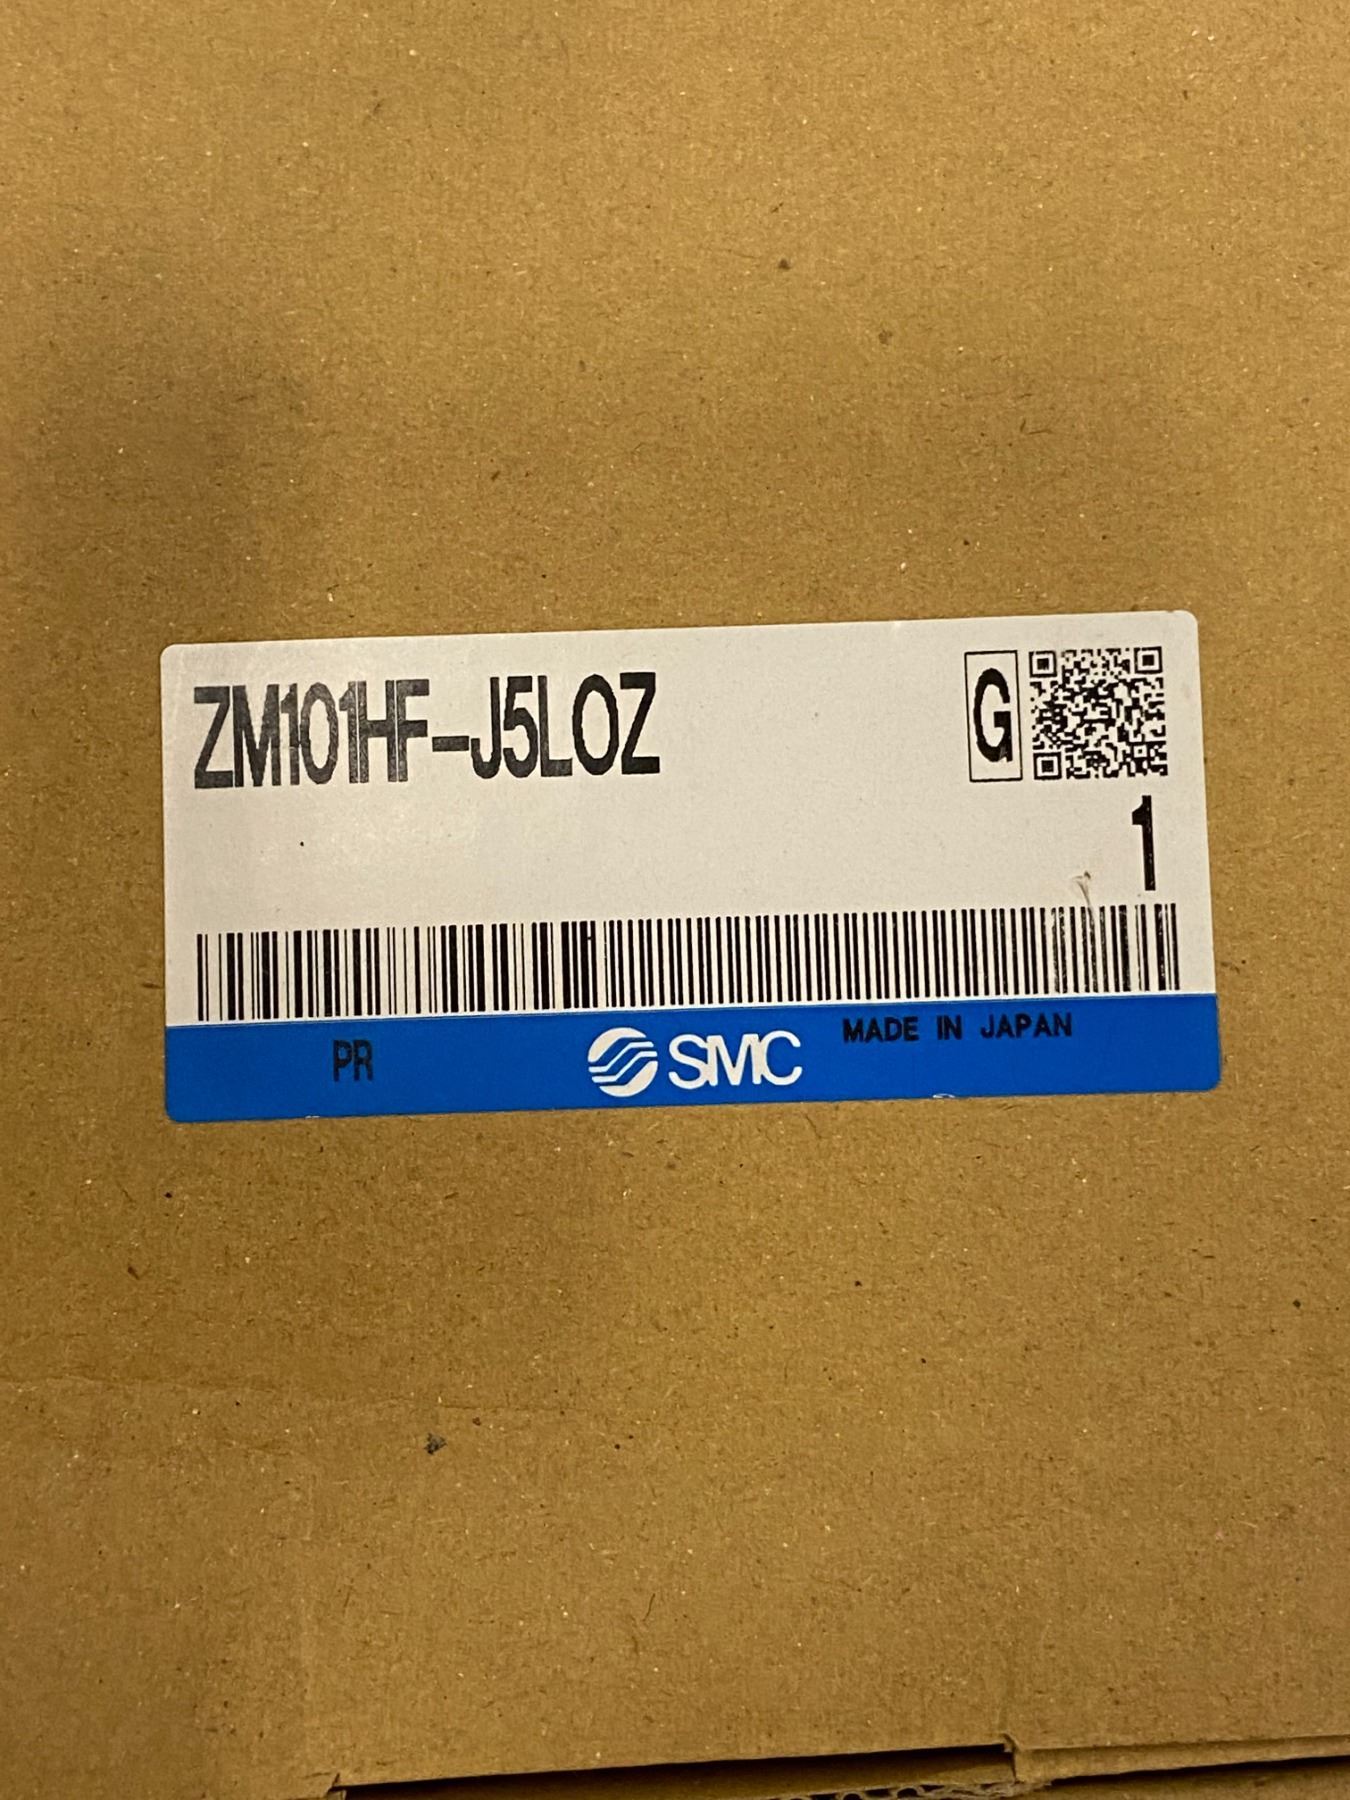 ZM101HF-J5LOZ
G
1
PR
SMC
MADE IN JAPAN